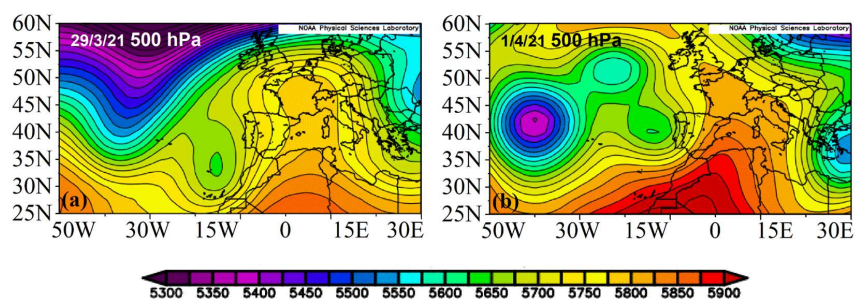 NOAA Physical Sciences Laboratory
29/3/21 500 hPa
60N
55N
50N
45N
40N
35N
30N
25N
(a)
50W 30W 15W 0 15E 30E
NOAA Physical Sciences Laboratory
1/4/21 500 hPa
60N
55N
50N
45N
40N
35N
30N
25N
(b)
50W 30W 15W 0 15E 30E
5300 5350 5400 5450 5500 5550 5600 5650 5700 5750 5800 5850 5900